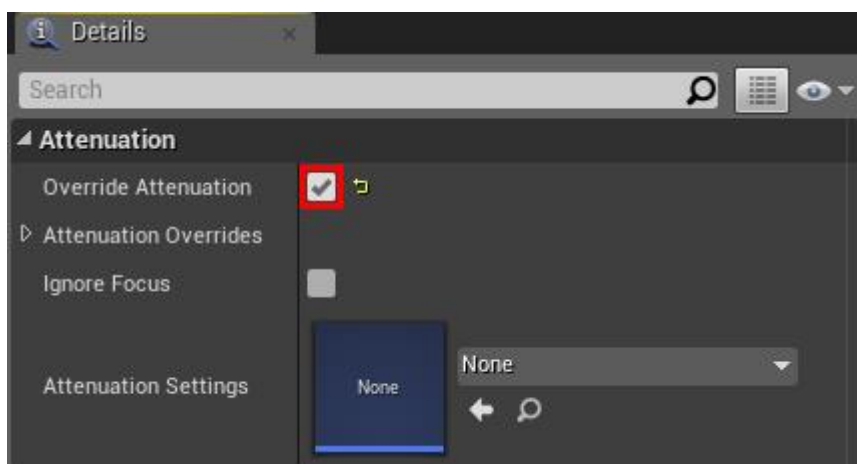 Details
Search
Attenuation
Override Attenuation
Attenuation Overrides
Ignore Focus
Attenuation Settings
None
None